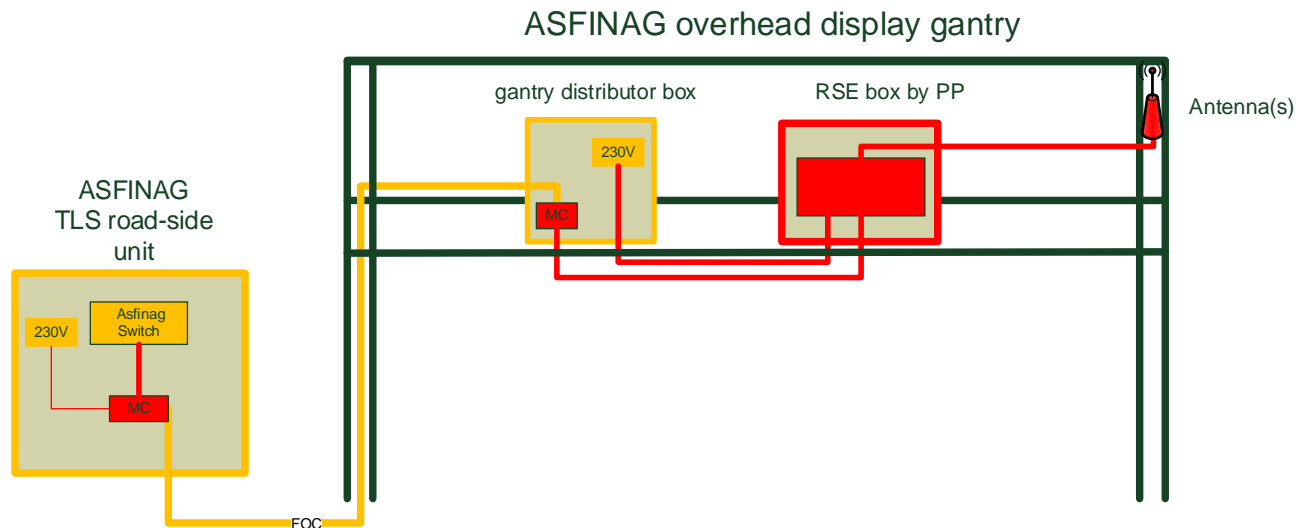 ASFINAG overhead display gantry
gantry distributor box
RSE box by PP
Antenna(s)
230V
MC
ASFINAG
TLS road-side
unit
Asfinag
Switch
230V
MC
FOC